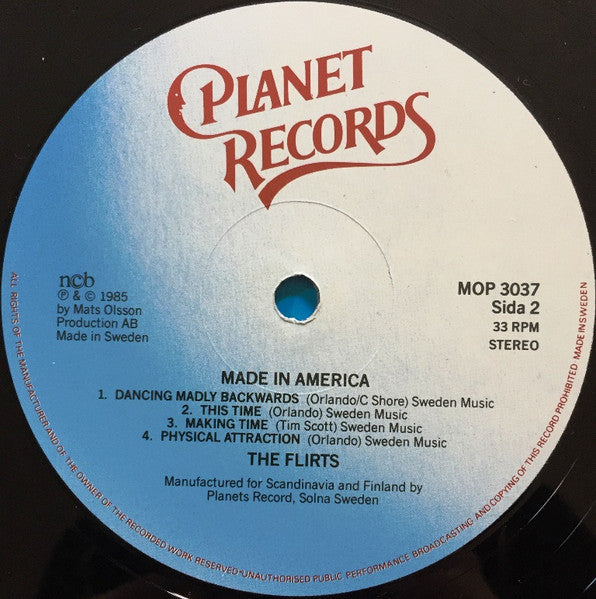 PLANET
RECORDS
ncb
Ⓟ & © 1985
by Mats Olsson
Production AB
Made in Sweden
MOP 3037
Sida 2
33 RPM
STEREO
MADE IN AMERICA
1. DANCING MADLY BACKWARDS (Orlando/C Shore) Sweden Music
2. THIS TIME (Orlando) Sweden Music
3. MAKING TIME (Tim Scott) Sweden Music
4. PHYSICAL ATTRACTION (Orlando) Sweden Music
THE FLIRTS
Manufactured for Scandinavia and Finland by
Planets Record, Solna Sweden
ALL RIGHTS OF THE MANUFACTURER AND OF THE OWNER OF THE RECORDED WORK RESERVED • UNAUTHORISED PUBLIC PERFORMANCE BROADCASTING AND COPYING OF THIS RECORD PROHIBITED. MADE IN SWEDEN